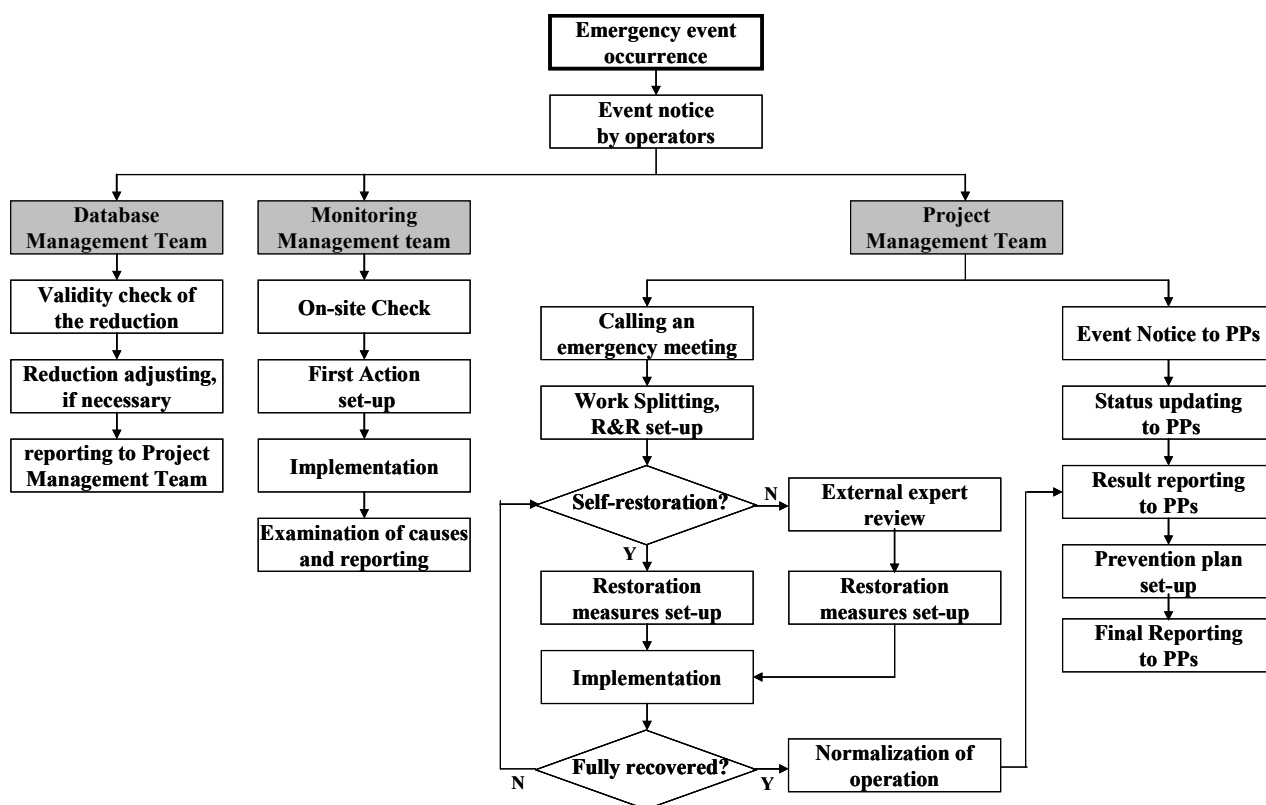 Emergency event
occurrence
Event notice
by operators
Database
Management Team
Monitoring
Management team
Project
Management Team
Validity check of
the reduction
Reduction adjusting,
if necessary
reporting to Project
Management Team
On-site Check
First Action
set-up
Implementation
Examination of causes
and reporting
Calling an
emergency meeting
Work Splitting,
R&R set-up
Self-restoration?
N
Y
External expert
review
Restoration
measures set-up
Restoration
measures set-up
Implementation
Fully recovered?
N
Y
Normalization of
operation
Event Notice to PPs
Status updating
to PPs
Result reporting
to PPs
Prevention plan
set-up
Final Reporting
to PPs